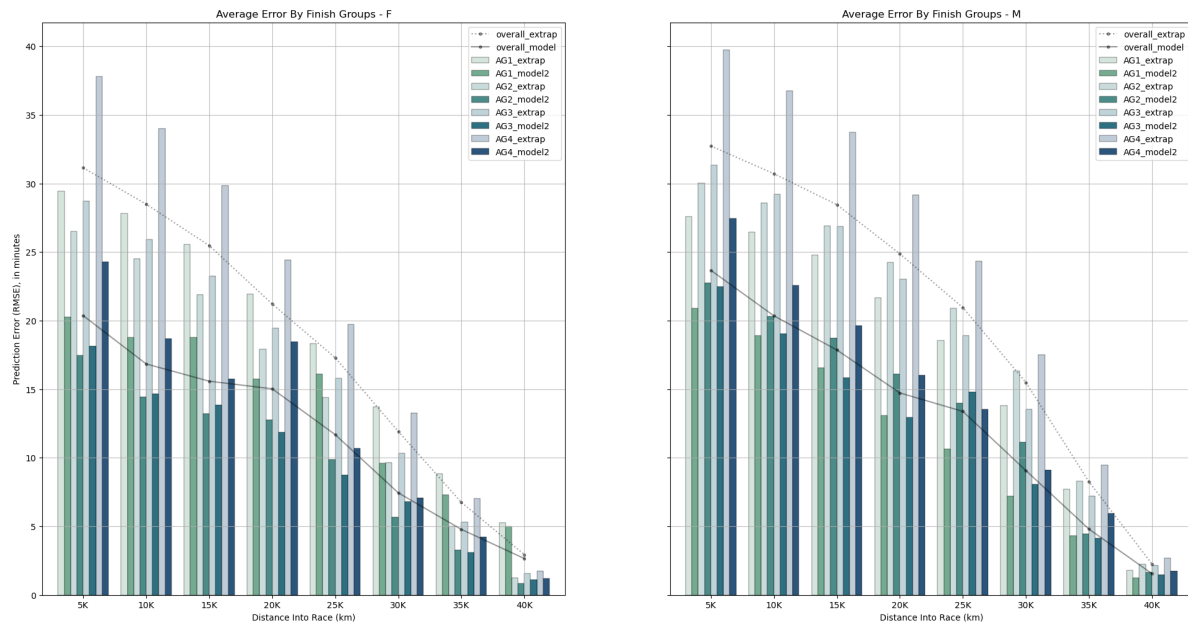 Average Error By Finish Groups - F
overall_extrap
overall_model
AG1_extrap
AG1_model2
AG2_extrap
AG2_model2
AG3_extrap
AG3_model2
AG4_extrap
AG4_model2
40
35
30
25
20
15
10
5
0
Prediction Error (RMSE), in minutes
5K 10K 15K 20K 25K 30K 35K 40K
Distance Into Race (km)
Average Error By Finish Groups - M
overall_extrap
overall_model
AG1_extrap
AG1_model2
AG2_extrap
AG2_model2
AG3_extrap
AG3_model2
AG4_extrap
AG4_model2
5K 10K 15K 20K 25K 30K 35K 40K
Distance Into Race (km)